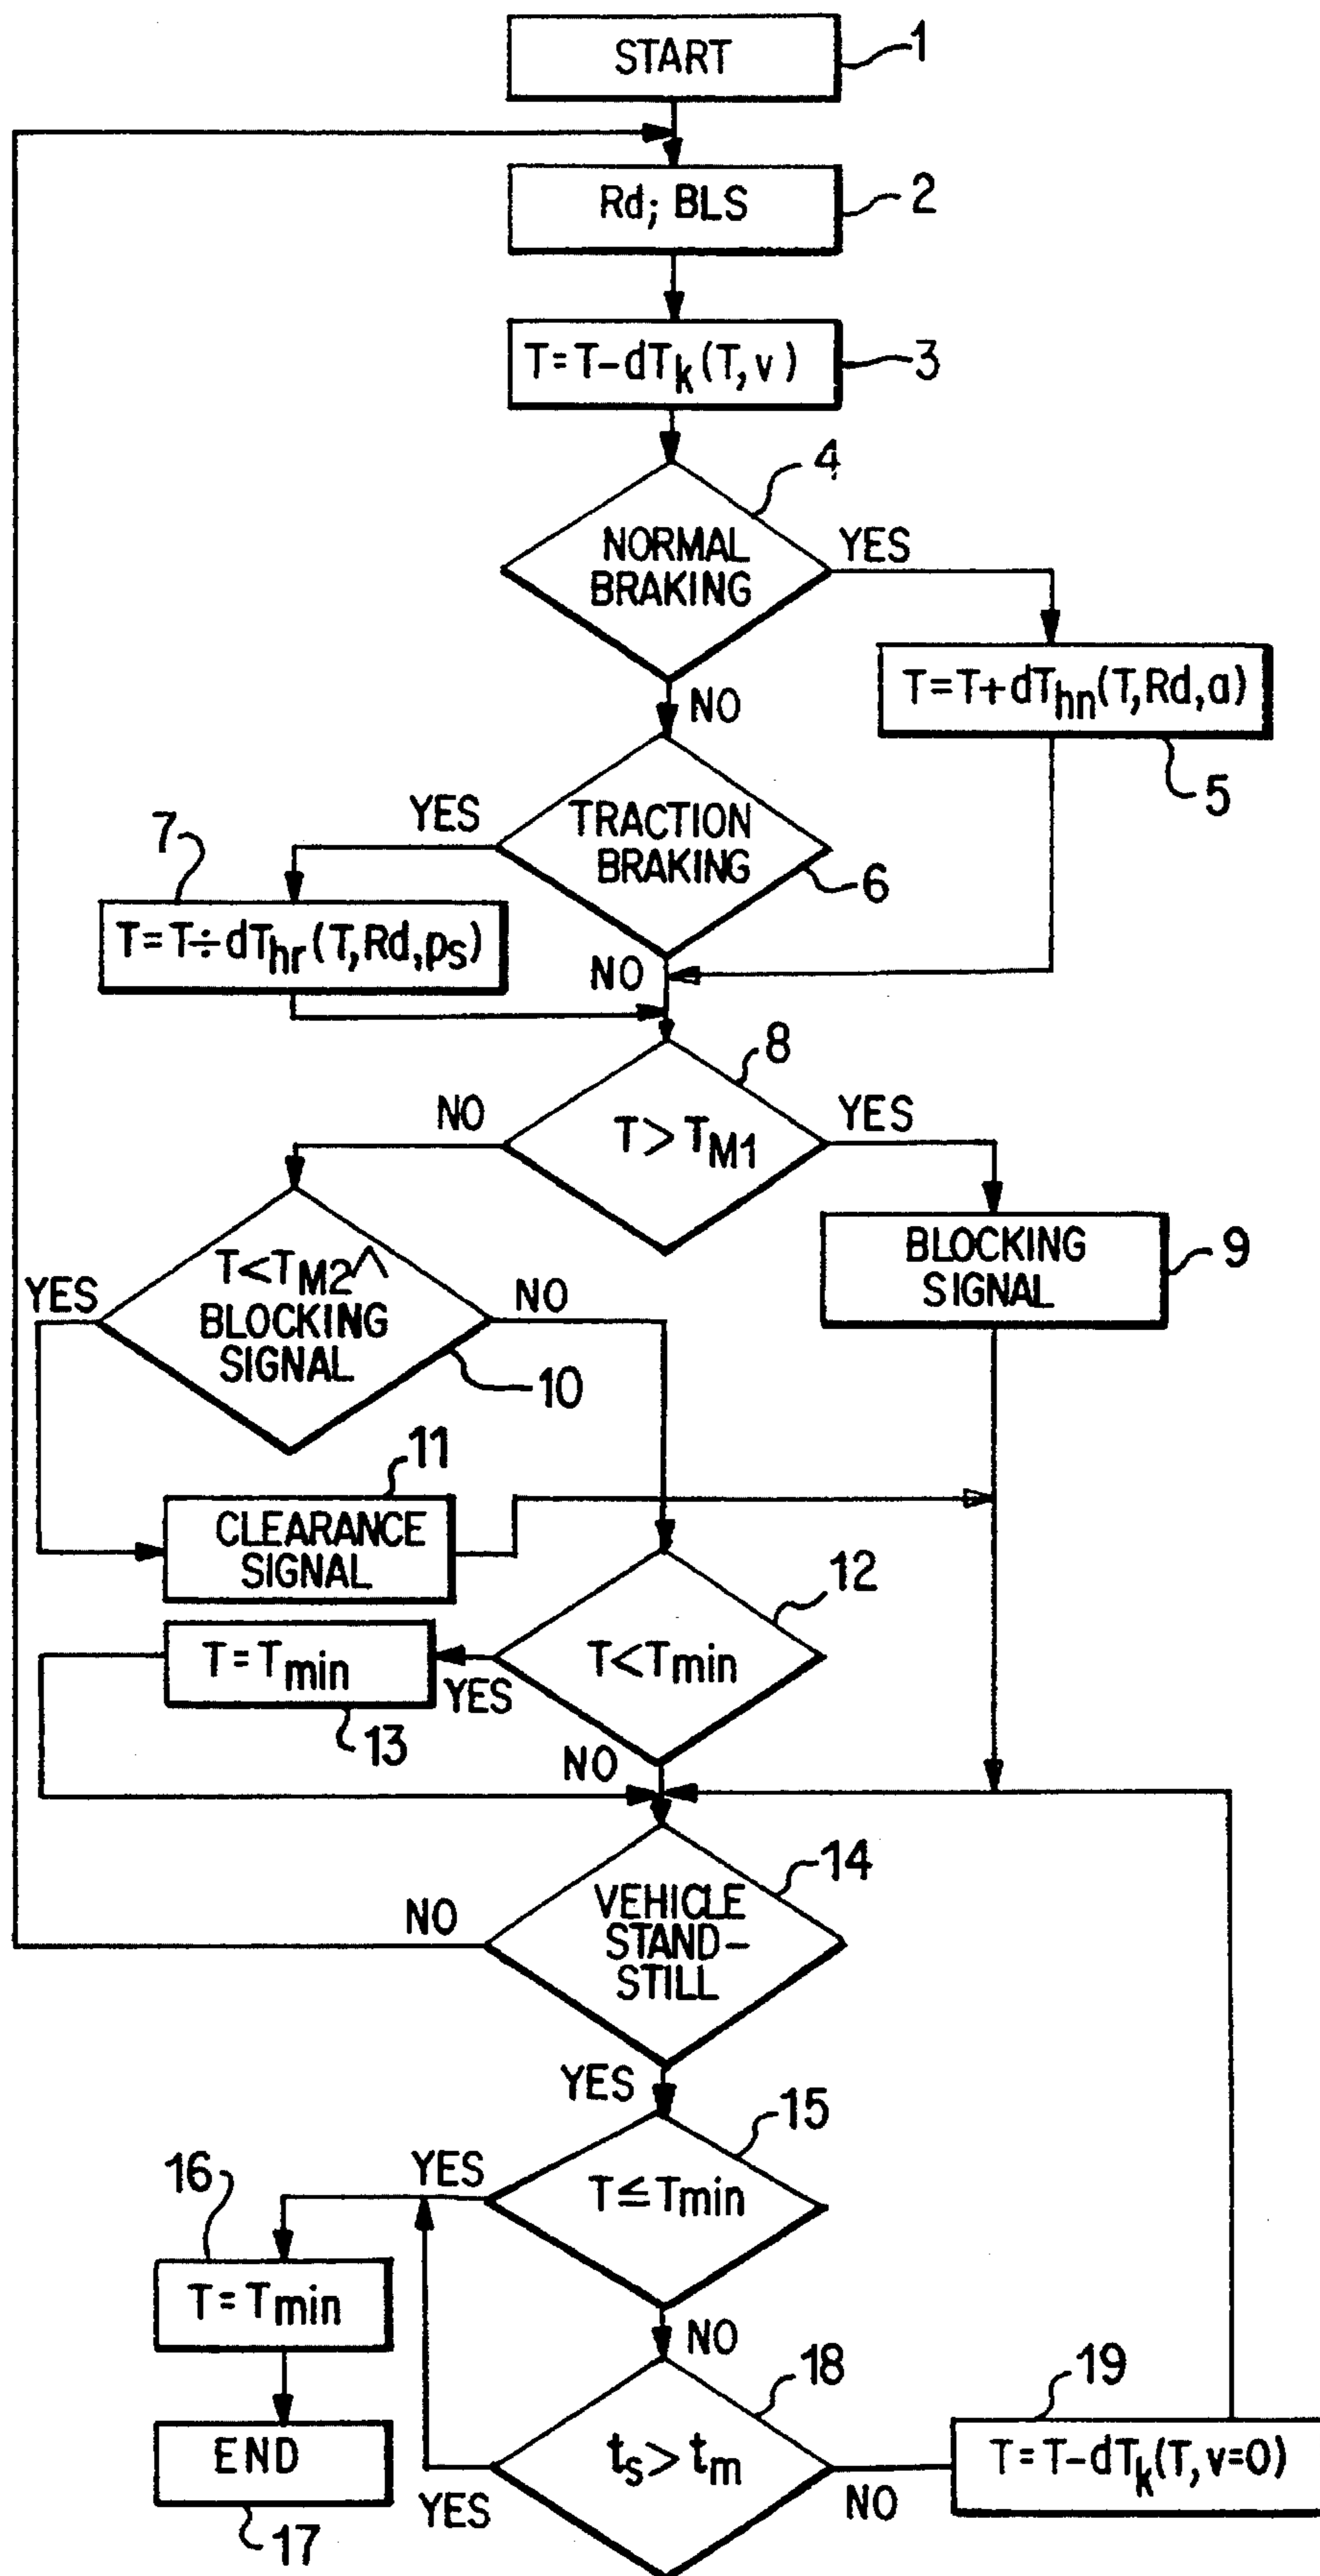 START
1
Rd; BLS
2
T=T-dTk(T,v)
3
4
NORMAL
BRAKING
YES
NO
T=T+dThn(T,Rd,a)
5
TRACTION
BRAKING
YES
6
7
T=T÷dThr(T,Rd,ps)
NO
8
T>TM1
NO
YES
T<TM2^
BLOCKING
SIGNAL
YES
NO
10
BLOCKING
SIGNAL
9
11
CLEARANCE
SIGNAL
12
T<Tmin
YES
T=Tmin
13
NO
14
VEHICLE
STAND-
STILL
NO
YES
15
T≤Tmin
YES
16
T=Tmin
NO
18
ts>tm
YES
NO
19
T=T-dTk(T,v=0)
END
17